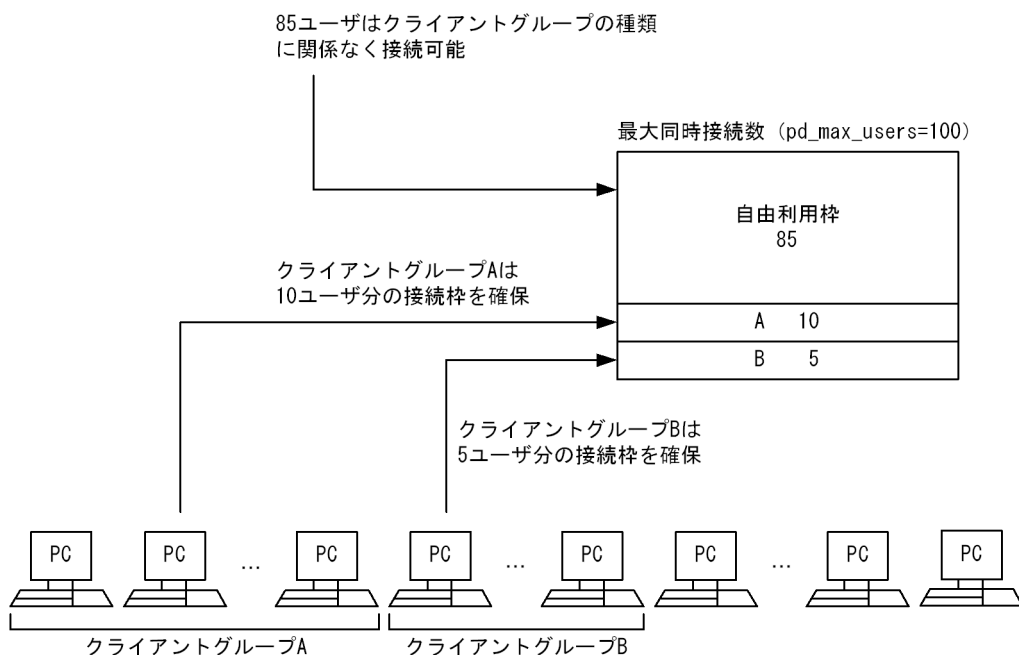 85ユーザはクライアントグループの種類
に関係なく接続可能
最大同時接続数（pd_max_users=100）
自由利用枠
85
クライアントグループAは
10ユーザ分の接続枠を確保
A 10
B 5
クライアントグループBは
5ユーザ分の接続枠を確保
PC PC ... PC PC ... PC PC ... PC PC
クライアントグループA クライアントグループB